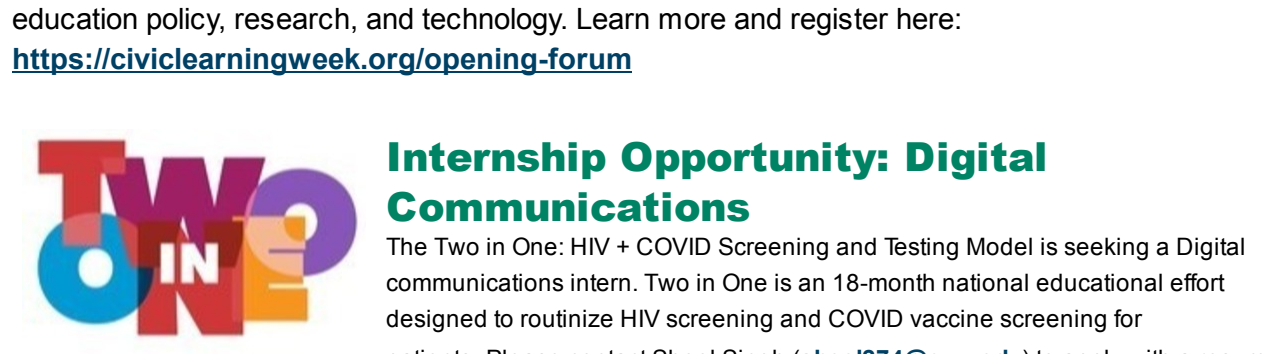 education policy, research, and technology. Learn more and register here:
https://civiclearningweek.org/opening-forum
TWO
IN
ONE
Internship Opportunity: Digital
Communications
The Two in One: HIV + COVID Screening and Testing Model is seeking a Digital
communications intern. Two in One is an 18-month national educational effort
designed to routinize HIV screening and COVID vaccine screening for